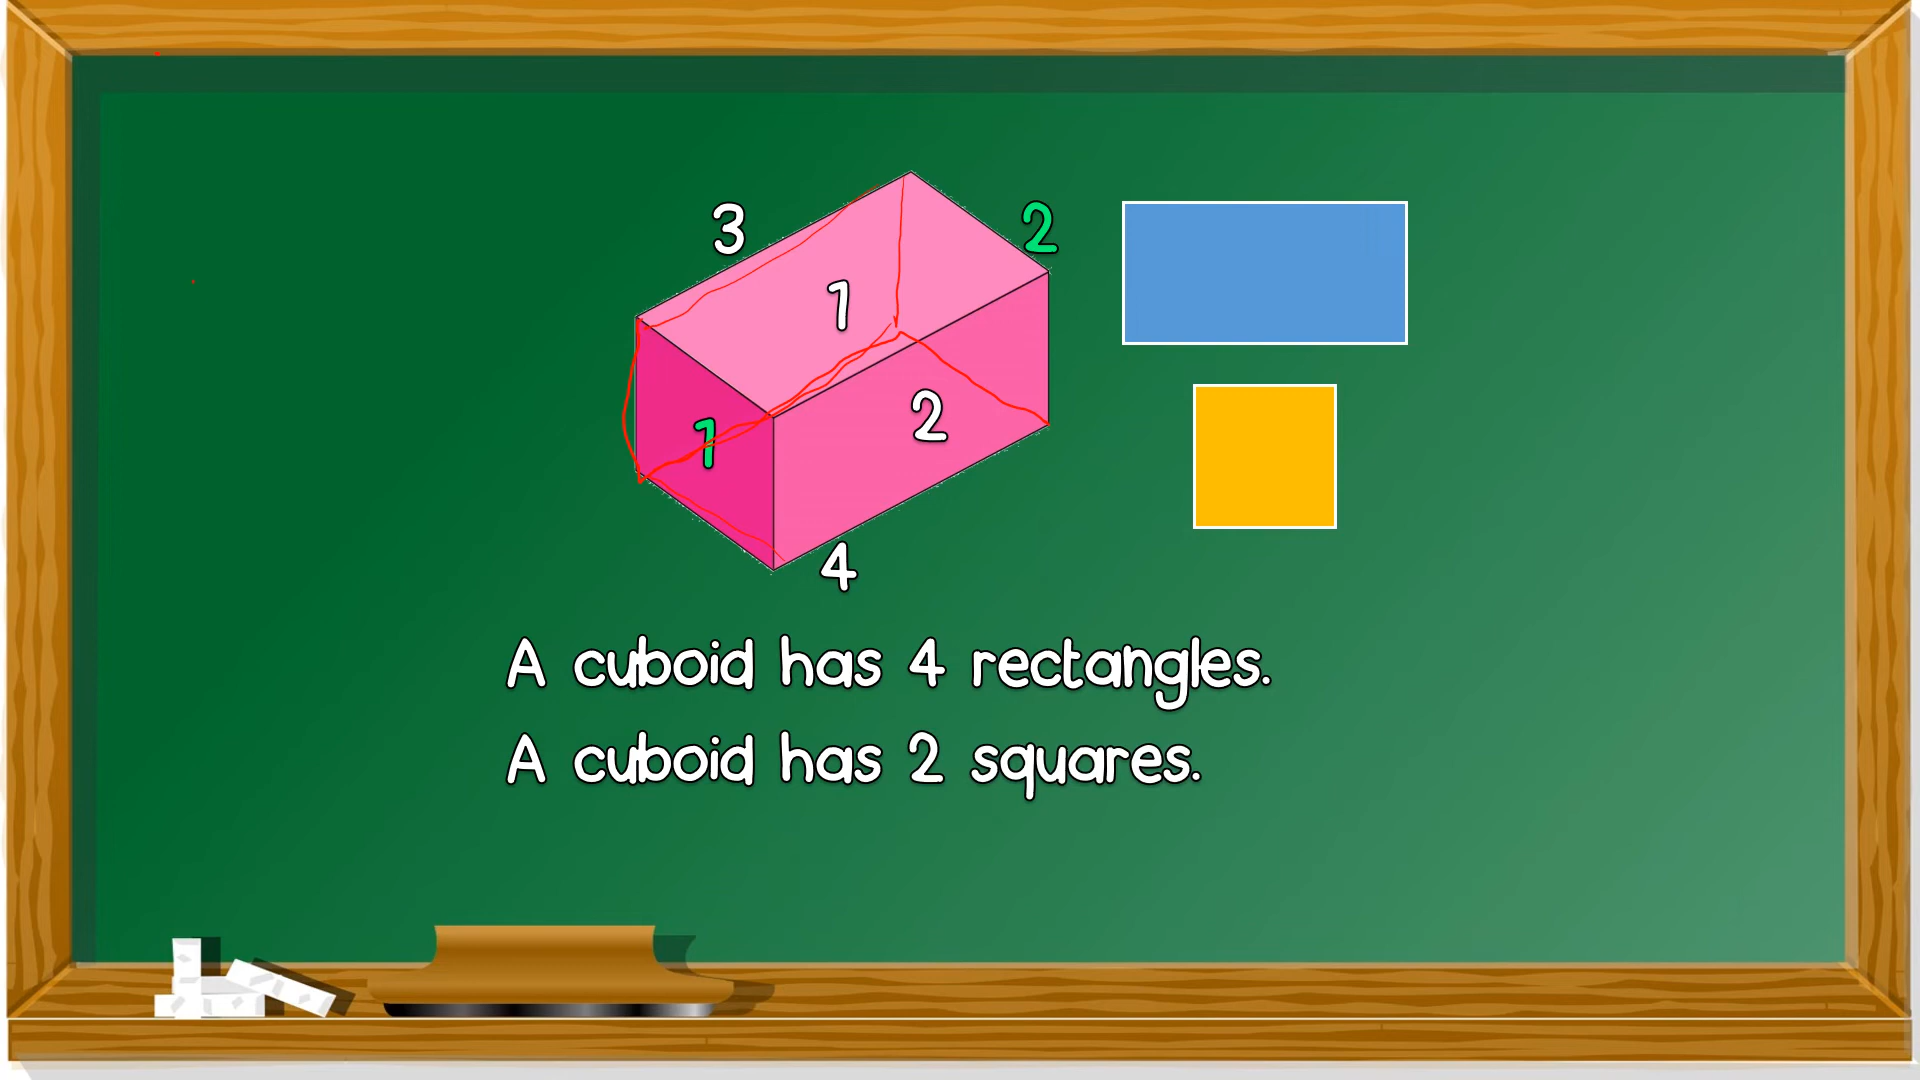 3 2
1
1 2
4
A cuboid has 4 rectangles.
A cuboid has 2 squares.